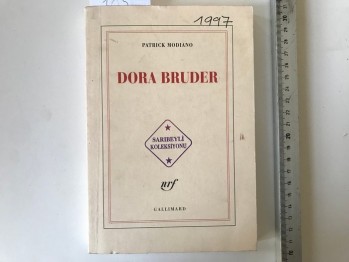 1997
PATRICK MODIANO
DORA BRUDER
SARIBEYLİ
KOLEKSİYONU
nrf
GALLIMARD